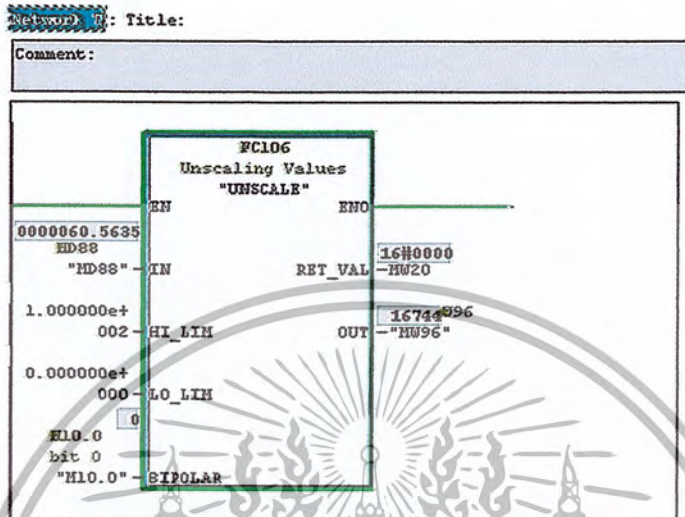 Network 7: Title:
Comment:
FC106
Unscaling Values
"UNSCALE"
EN ENO
0000060.5635
MD88
"MD88" - IN
16#0000
RET_VAL - MW20
1.000000e+
002 - HI_LIM
16744
OUT - "MW96"
0.000000e+
000 - LO_LIM
0
M10.0
bit 0
"M10.0" - BIPOLAR